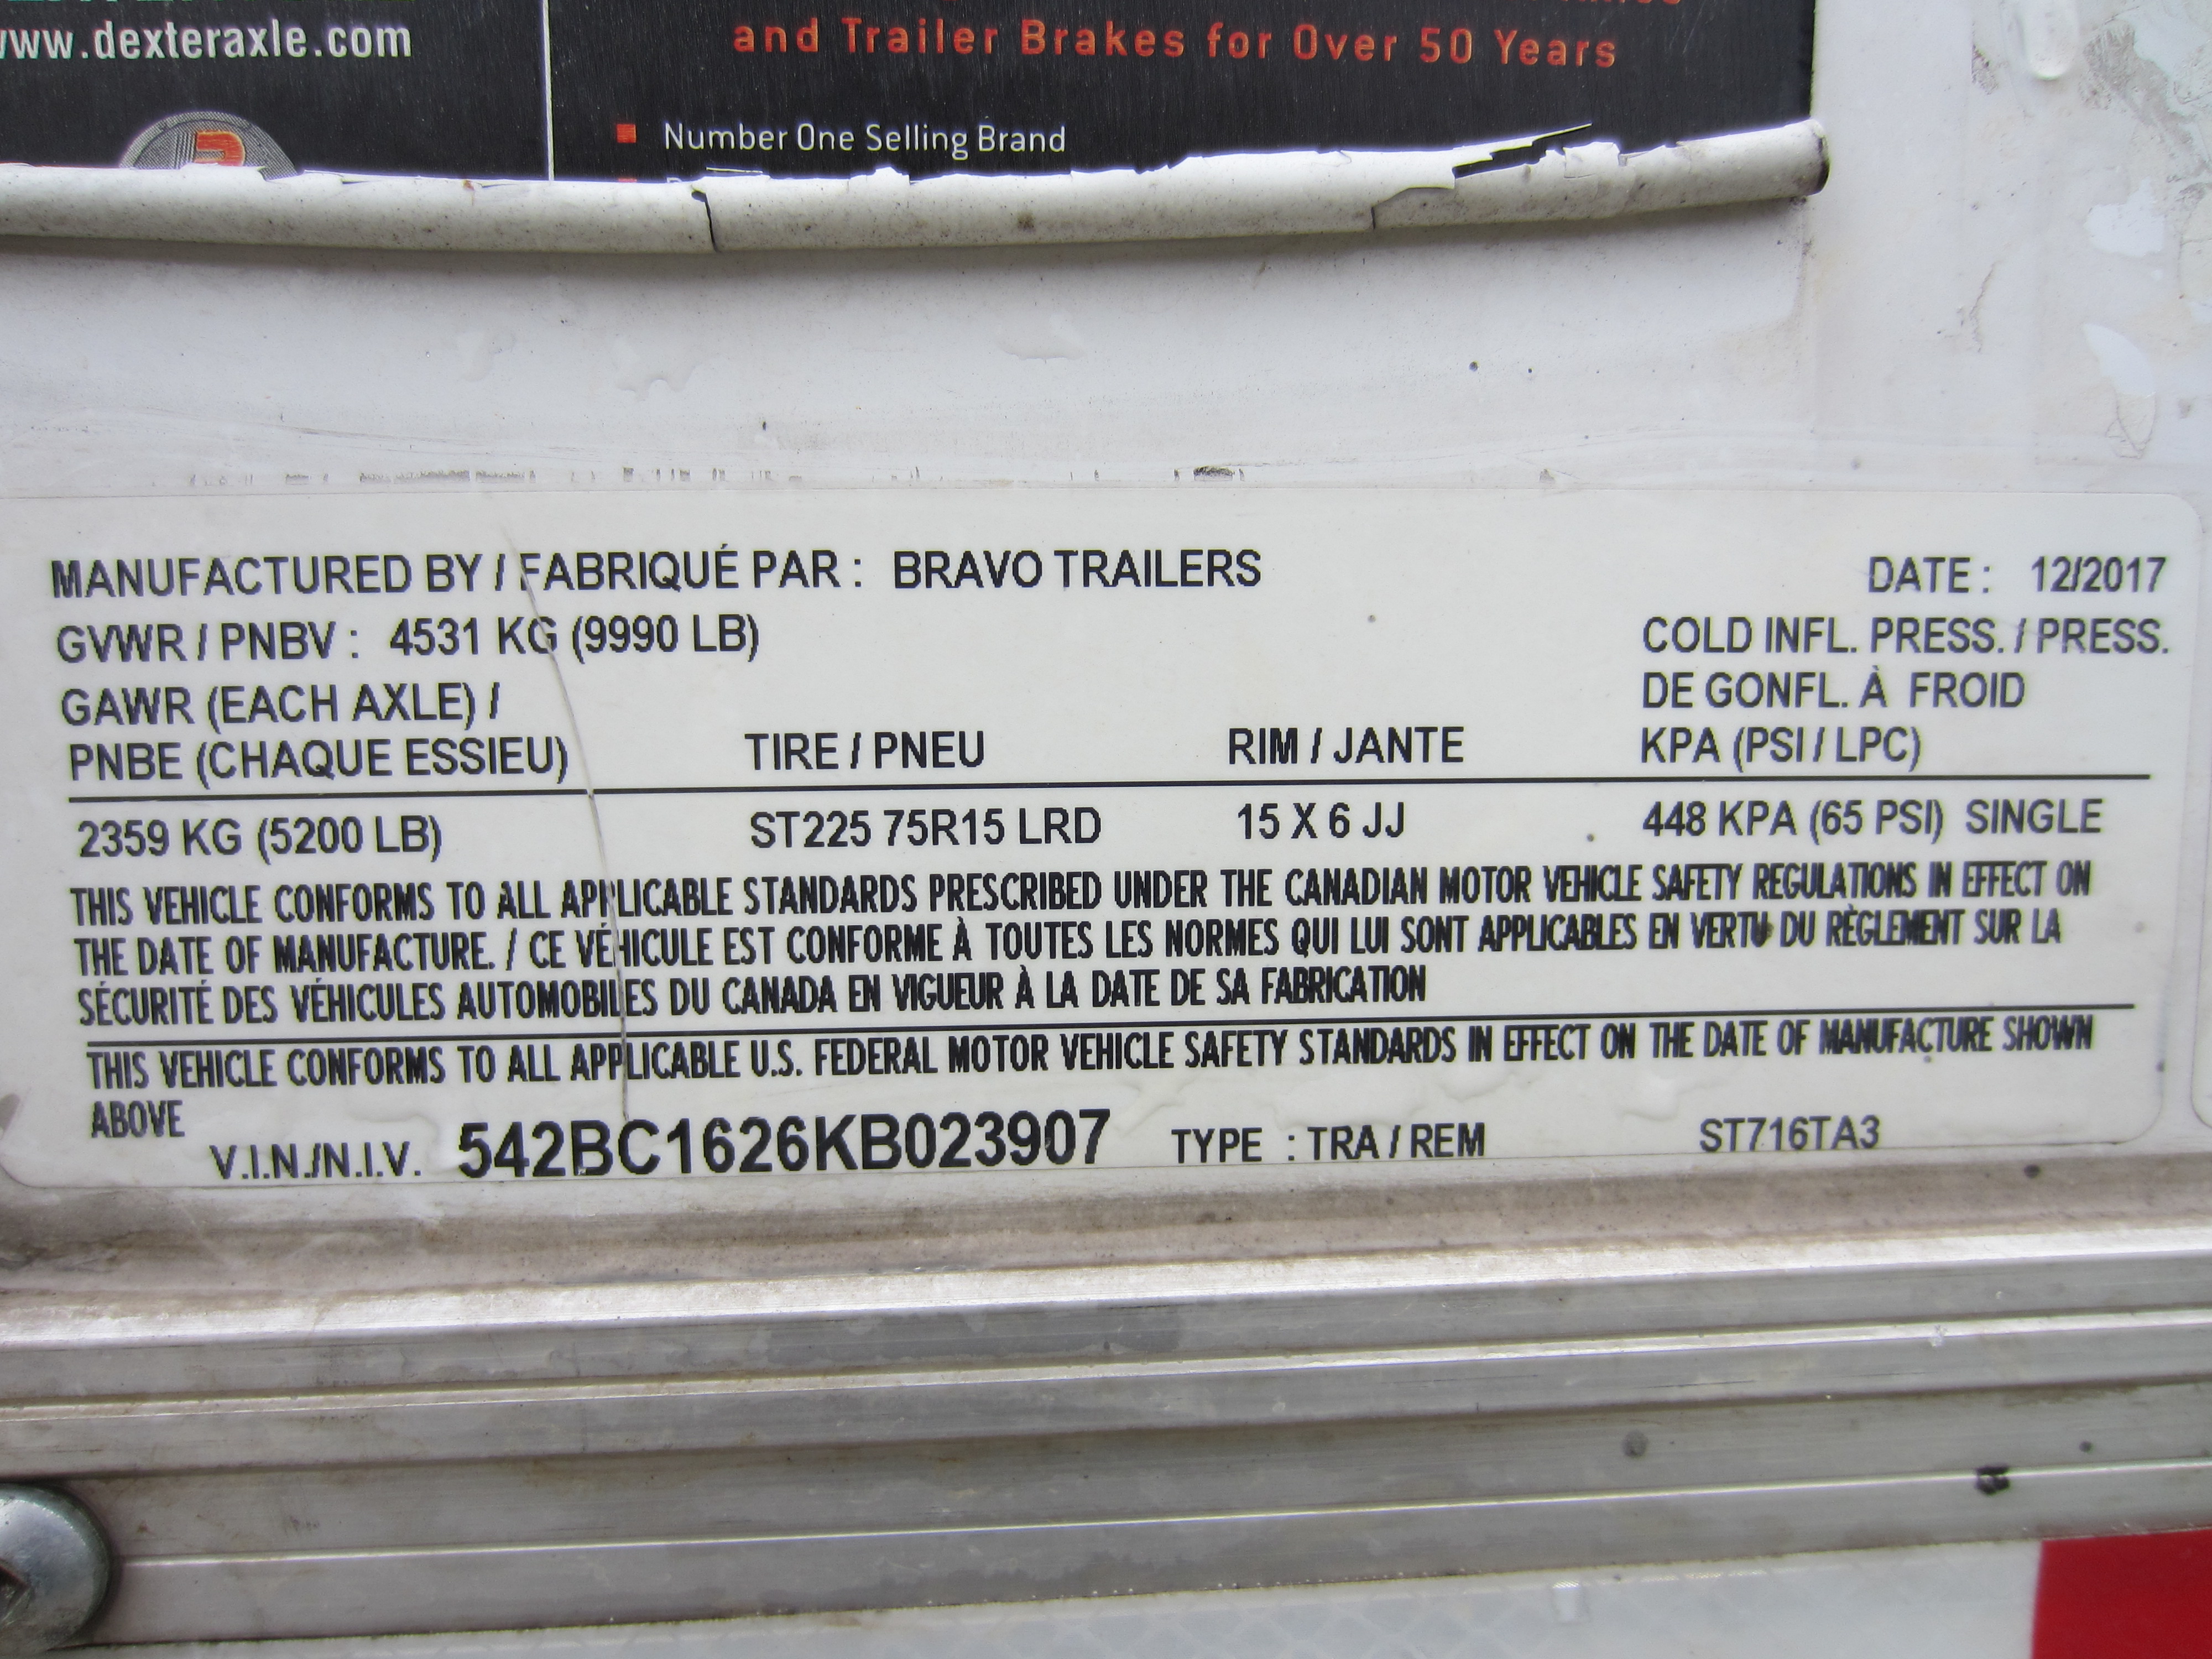 www.dexteraxle.com
and Trailer Brakes for Over 50 Years
Number One Selling Brand
MANUFACTURED BY / FABRIQUÉ PAR : BRAVO TRAILERS DATE : 12/2017
GVWR / PNBV : 4531 KG (9990 LB) COLD INFL. PRESS. / PRESS.
GAWR (EACH AXLE) / DE GONFL. À FROID
PNBE (CHAQUE ESSIEU) TIRE / PNEU RIM / JANTE KPA (PSI / LPC)
2359 KG (5200 LB) ST225 75R15 LRD 15 X 6 JJ 448 KPA (65 PSI) SINGLE
THIS VEHICLE CONFORMS TO ALL APPLICABLE STANDARDS PRESCRIBED UNDER THE CANADIAN MOTOR VEHICLE SAFETY REGULATIONS IN EFFECT ON
THE DATE OF MANUFACTURE. / CE VÉHICULE EST CONFORME À TOUTES LES NORMES QUI LUI SONT APPLICABLES EN VERTU DU RÈGLEMENT SUR LA
SÉCURITÉ DES VÉHICULES AUTOMOBILES DU CANADA EN VIGUEUR À LA DATE DE SA FABRICATION
THIS VEHICLE CONFORMS TO ALL APPLICABLE U.S. FEDERAL MOTOR VEHICLE SAFETY STANDARDS IN EFFECT ON THE DATE OF MANUFACTURE SHOWN
ABOVE
V.I.N./N.I.V. 542BC1626KB023907 TYPE : TRA / REM ST716TA3